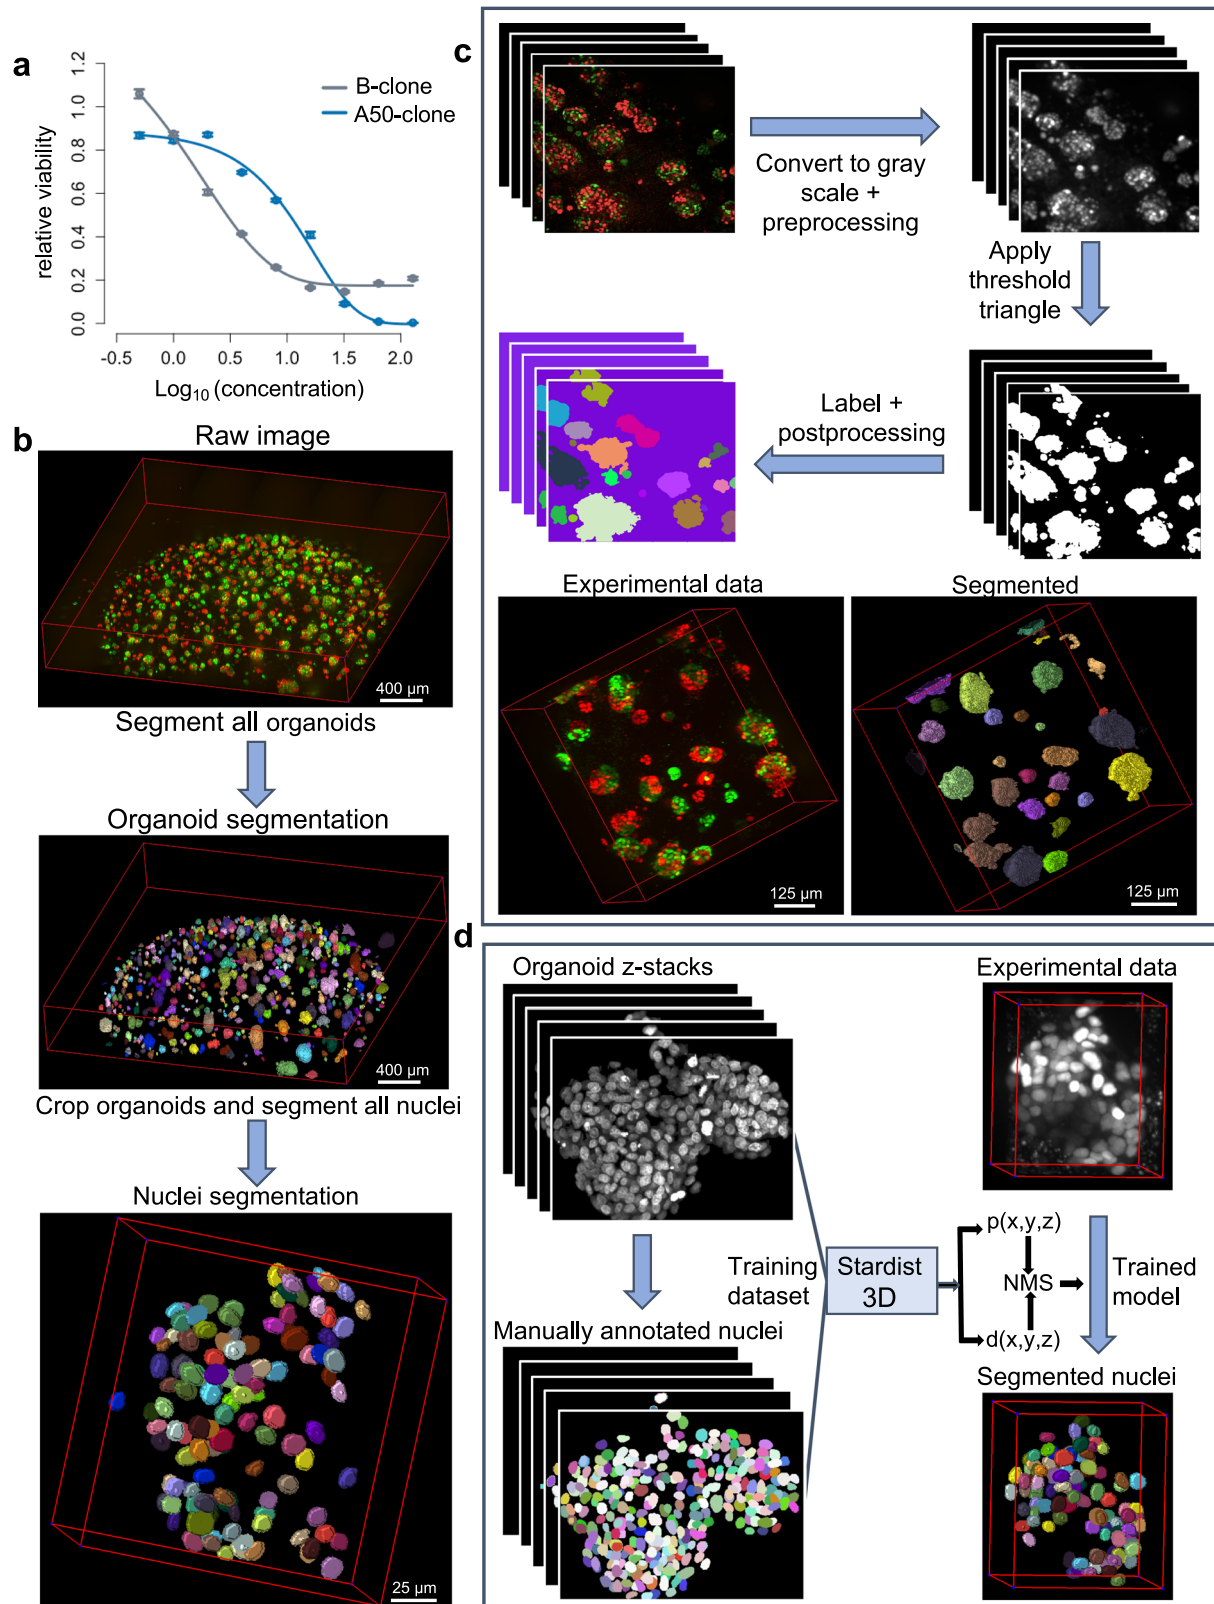 a
1.2
1.0
0.8
0.6
0.4
0.2
0.0
relative viability
B-clone
A50-clone
-0.5
0.0
0.5
1.0
1.5
2.0
Log10 (concentration)
b
Raw image
400 µm
Segment all organoids
Organoid segmentation
400 µm
Crop organoids and segment all nuclei
Nuclei segmentation
25 µm
c
Convert to gray
scale +
preprocessing
Apply
threshold
triangle
Label +
postprocessing
Experimental data
125 µm
Segmented
125 µm
d
Organoid z-stacks
Manually annotated nuclei
Training
dataset
Stardist
3D
p(x,y,z)
NMS
d(x,y,z)
Experimental data
Trained
model
Segmented nuclei